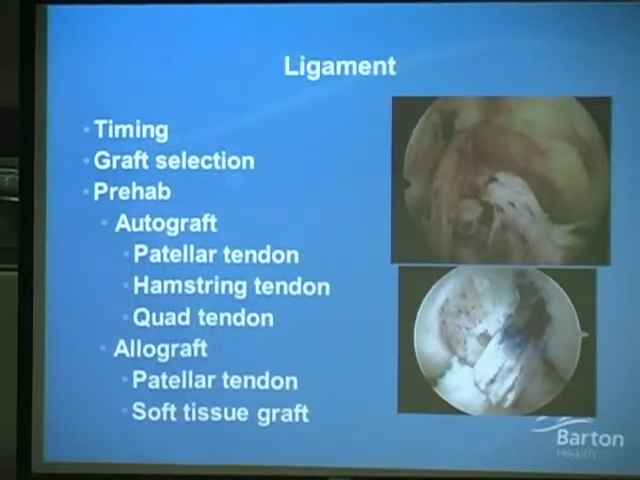 Ligament
Timing
Graft selection
Prehab
Autograft
Patellar tendon
Hamstring tendon
Quad tendon
Allograft
Patellar tendon
Soft tissue graft
Barton
Health